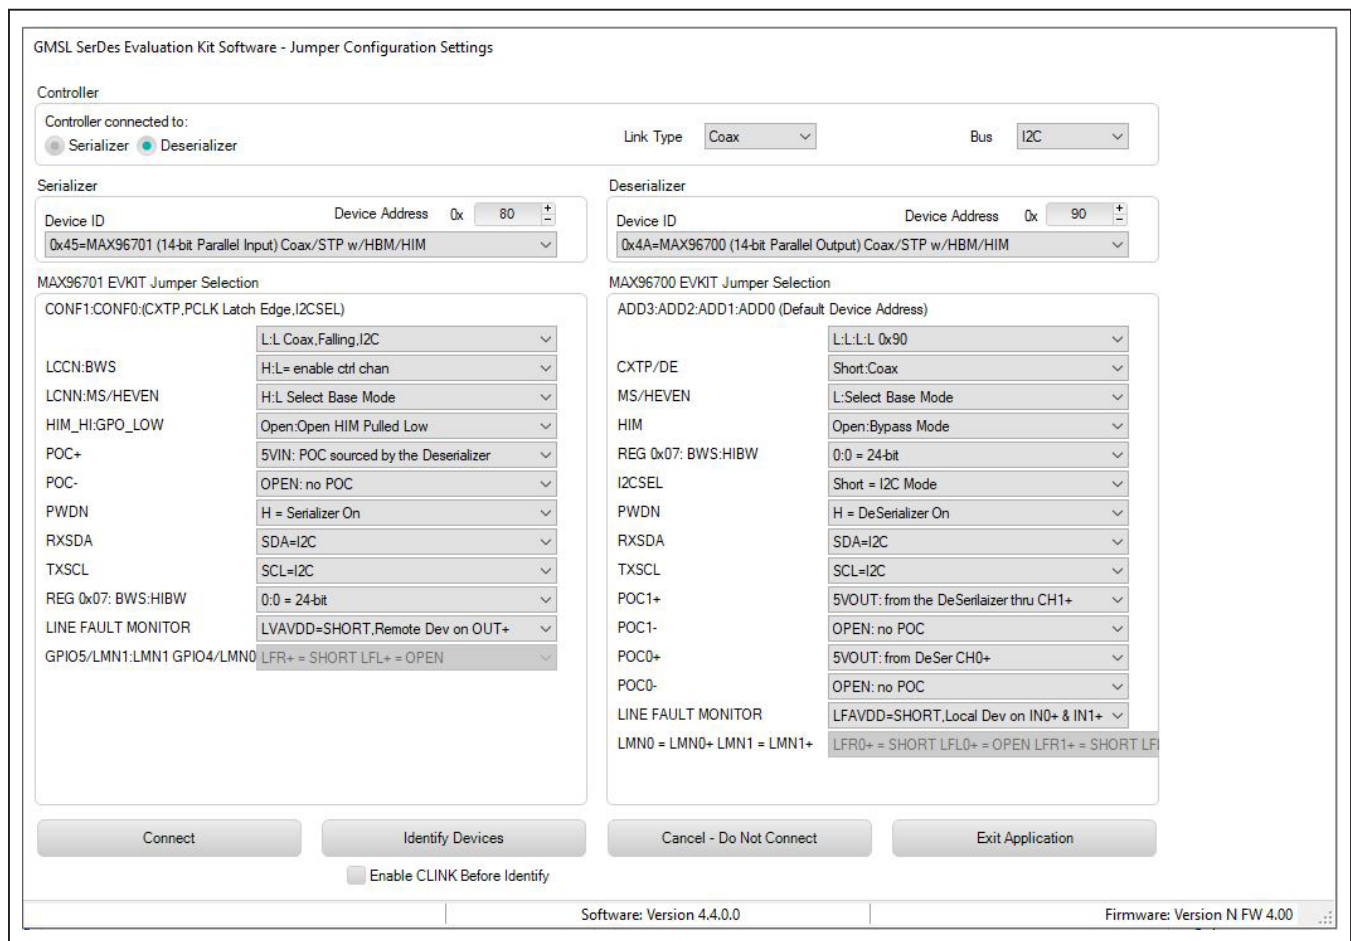 GMSL SerDes Evaluation Kit Software - Jumper Configuration Settings
Controller
Controller connected to:
Serializer Deserializer
Link Type Coax
Bus I2C
Serializer
Device ID
Device Address 0x 80 + -
0x45=MAX96701 (14-bit Parallel Input) Coax/STP w/HBM/HIM
MAX96701 EVKIT Jumper Selection
CONF1:CONF0:(CXTP,PCLK Latch Edge,I2CSEL)
L:L Coax,Falling,I2C
LCCN:BWS H:L= enable ctrl chan
LCNN:MS/HEVEN H:L Select Base Mode
HIM_HI:GPO_LOW Open:Open HIM Pulled Low
POC+ 5VIN: POC sourced by the Deserializer
POC- OPEN: no POC
PWDN H = Serializer On
RXSDA SDA=I2C
TXSCL SCL=I2C
REG 0x07: BWS:HIBW 0:0 = 24-bit
LINE FAULT MONITOR LVAVDD=SHORT,Remote Dev on OUT+
GPIO5/LMN1:LMN1 GPIO4/LMN0 LFR+ = SHORT LFL+ = OPEN
Deserializer
Device ID
Device Address 0x 90 + -
0x4A=MAX96700 (14-bit Parallel Output) Coax/STP w/HBM/HIM
MAX96700 EVKIT Jumper Selection
ADD3:ADD2:ADD1:ADD0 (Default Device Address)
L:L:L:L 0x90
CXTP/DE Short:Coax
MS/HEVEN L:Select Base Mode
HIM Open:Bypass Mode
REG 0x07: BWS:HIBW 0:0 = 24-bit
I2CSEL Short = I2C Mode
PWDN H = DeSerializer On
RXSDA SDA=I2C
TXSCL SCL=I2C
POC1+ 5VOUT: from the DeSerilaizer thru CH1+
POC1- OPEN: no POC
POC0+ 5VOUT: from DeSer CH0+
POC0- OPEN: no POC
LINE FAULT MONITOR LFAVDD=SHORT,Local Dev on IN0+ & IN1+
LMN0 = LMN0+ LMN1 = LMN1+ LFR0+ = SHORT LFL0+ = OPEN LFR1+ = SHORT
Connect Identify Devices Cancel - Do Not Connect Exit Application
Enable CLINK Before Identify
Software: Version 4.4.0.0 Firmware: Version N FW 4.00